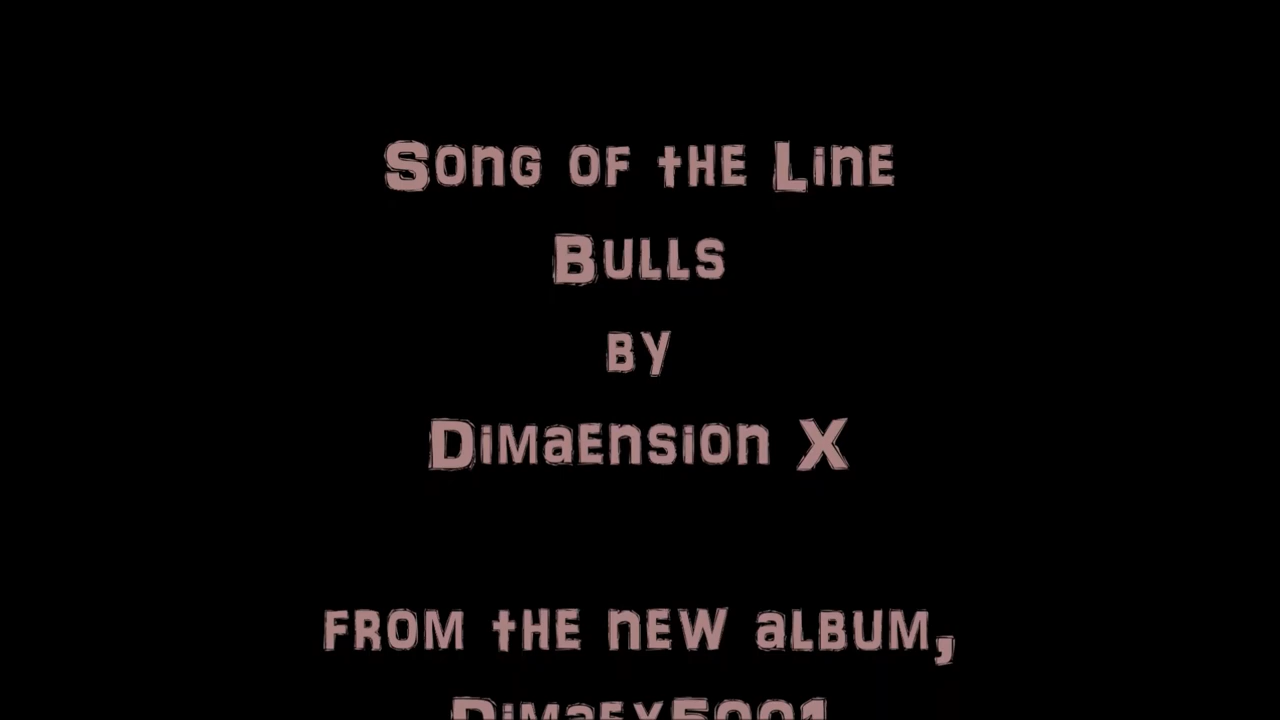 Song of the Line
Bulls
by
Dimaension X
from the new album,